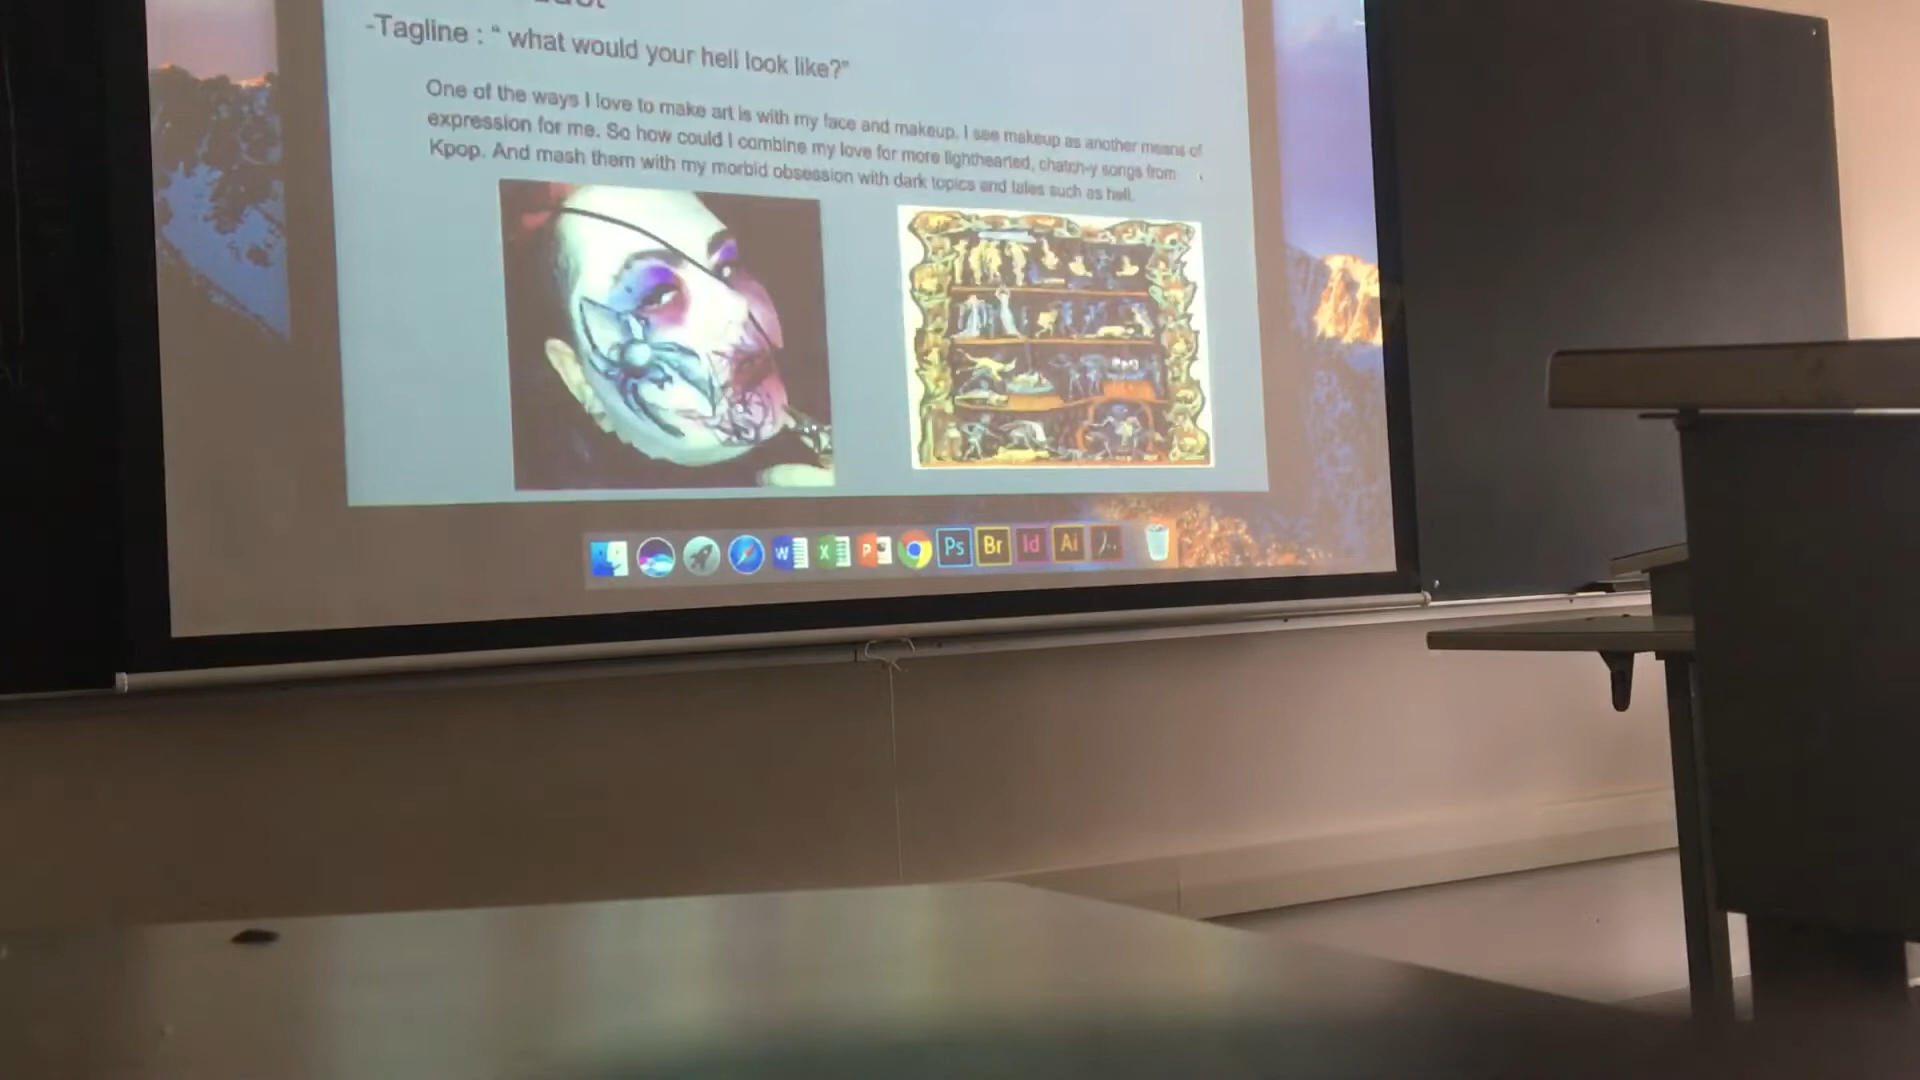 -Tagline : “ what would your hell look like?”
One of the ways I love to make art is with my face and makeup. I see makeup as another means of
expression for me. So how could I combine my love for more lighthearted, chatch-y songs from
Kpop. And mash them with my morbid obsession with dark topics and tales such as hell.
W X P Ps Br Id Ai